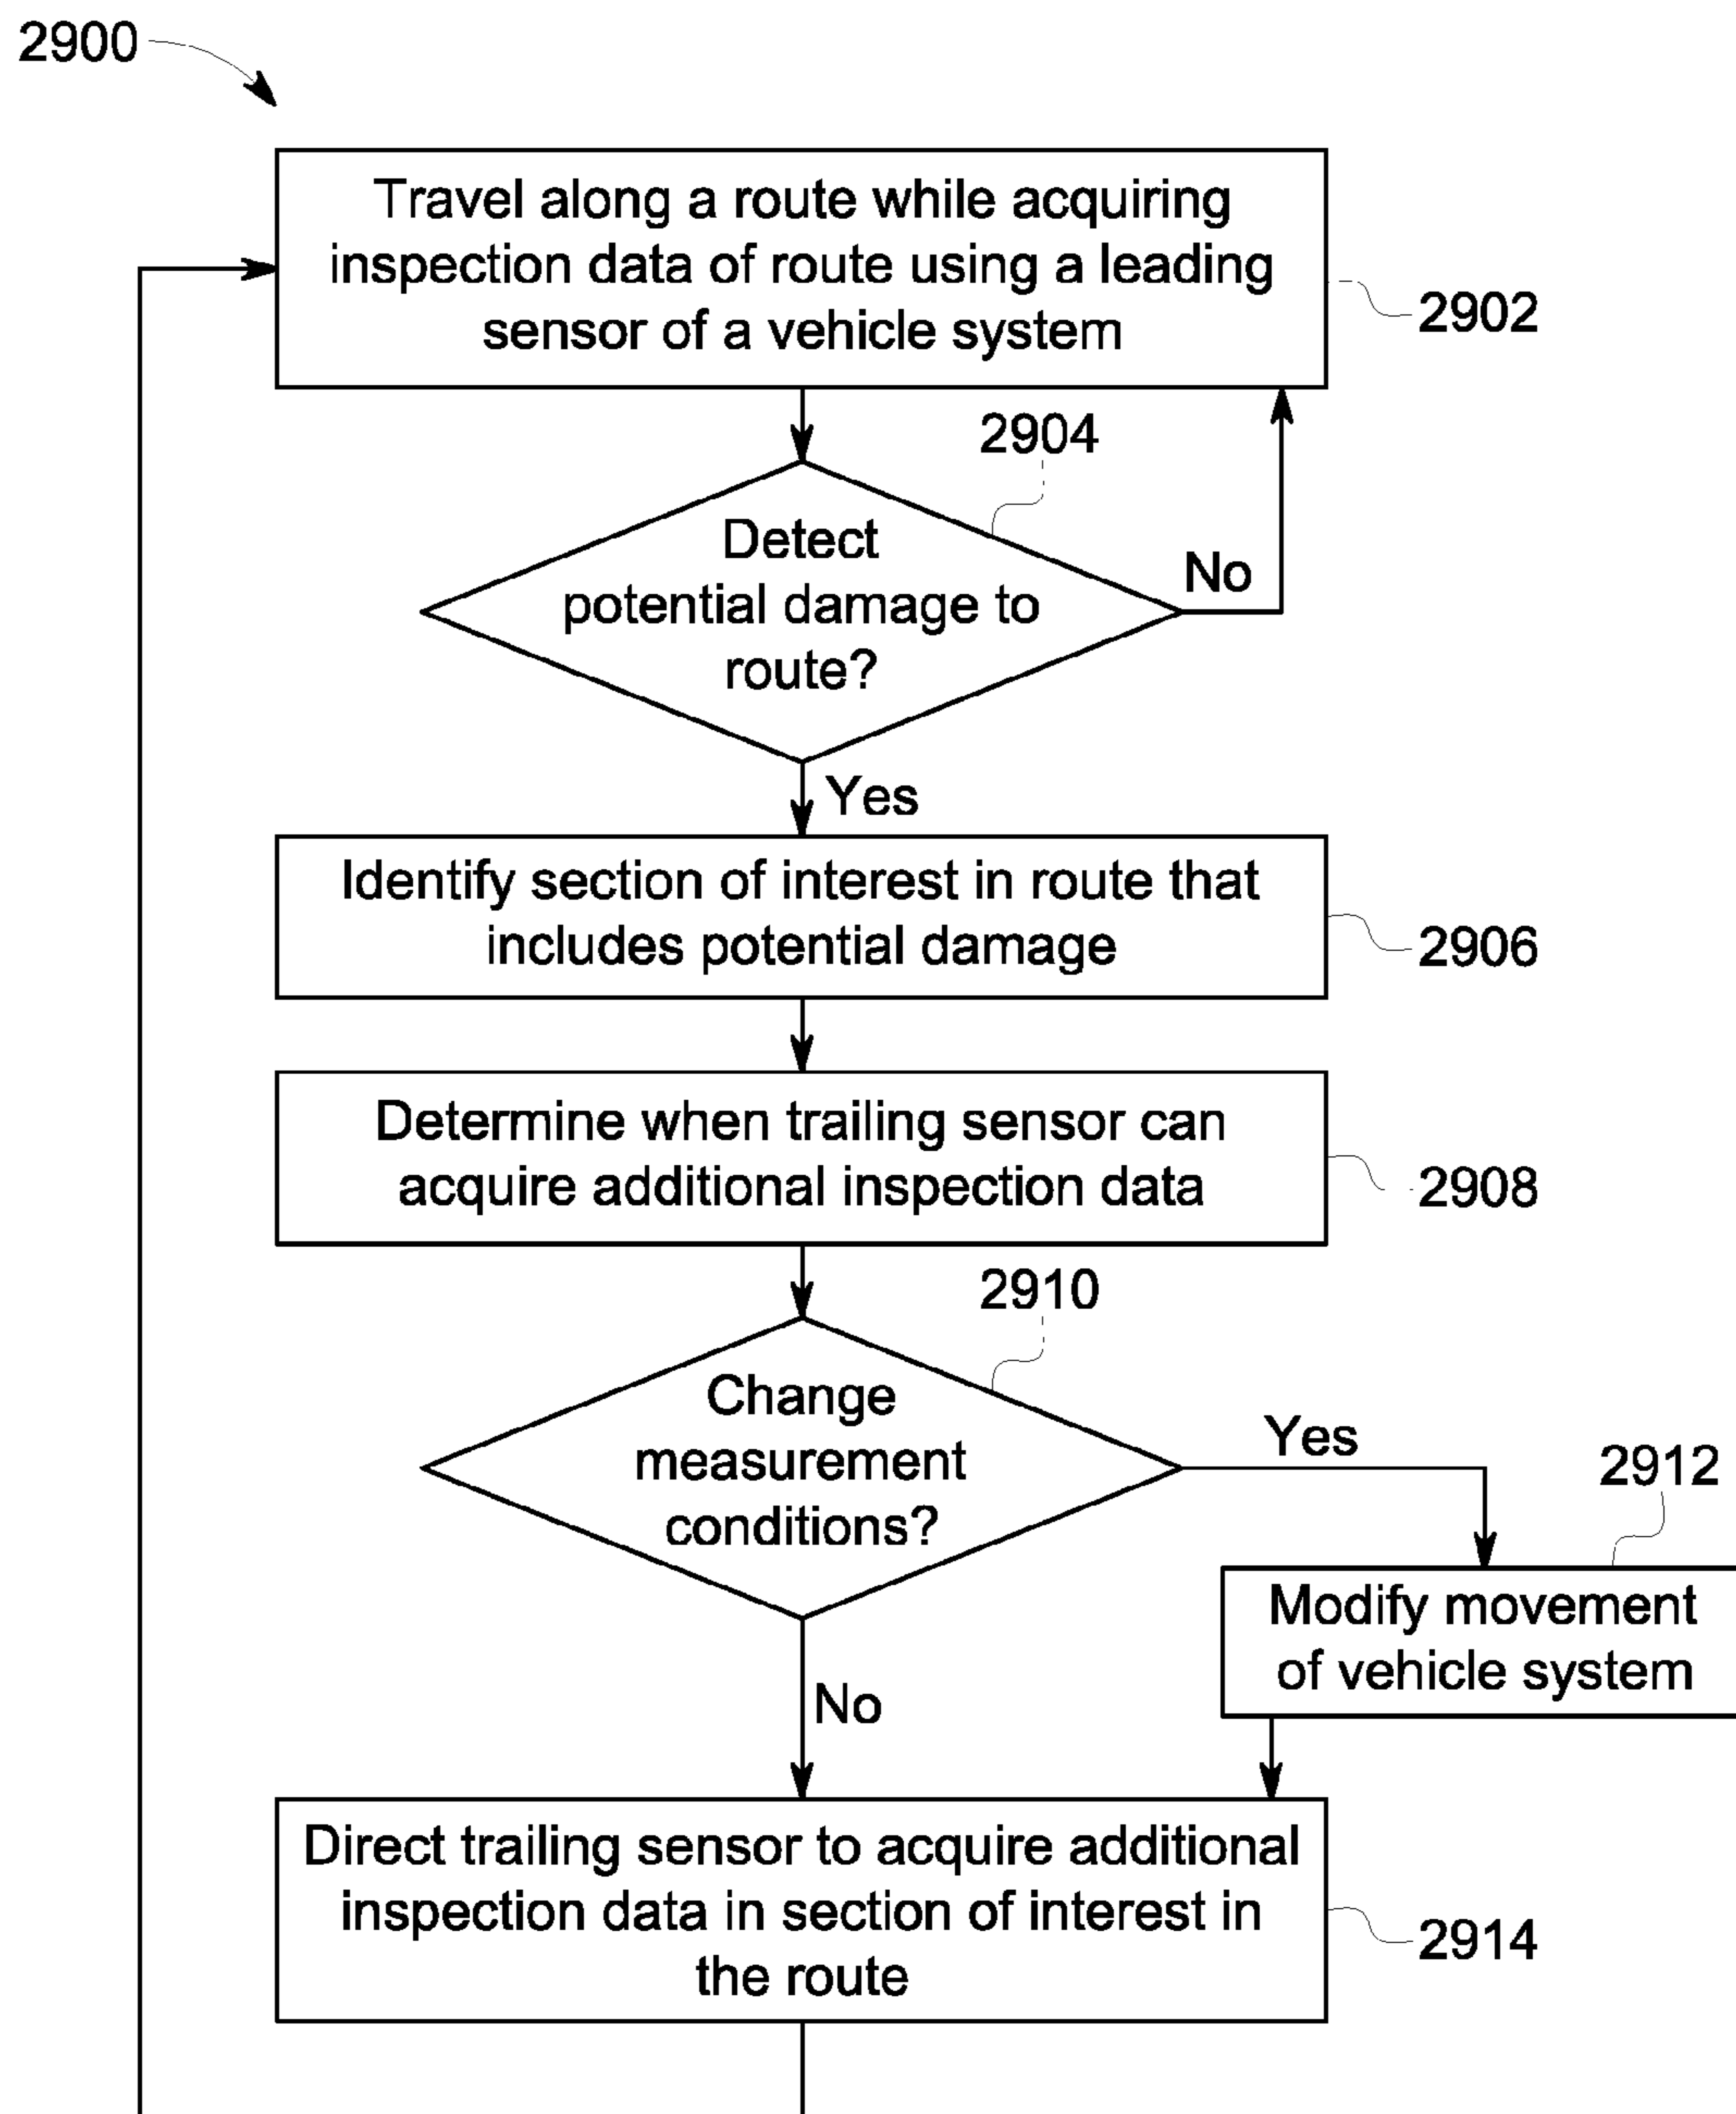 2900
Travel along a route while acquiring
inspection data of route using a leading
sensor of a vehicle system
2902
2904
Detect
potential damage to
route?
No
Yes
Identify section of interest in route that
includes potential damage
2906
Determine when trailing sensor can
acquire additional inspection data
2908
2910
Change
measurement
conditions?
Yes
2912
Modify movement
of vehicle system
No
Direct trailing sensor to acquire additional
inspection data in section of interest in
the route
2914